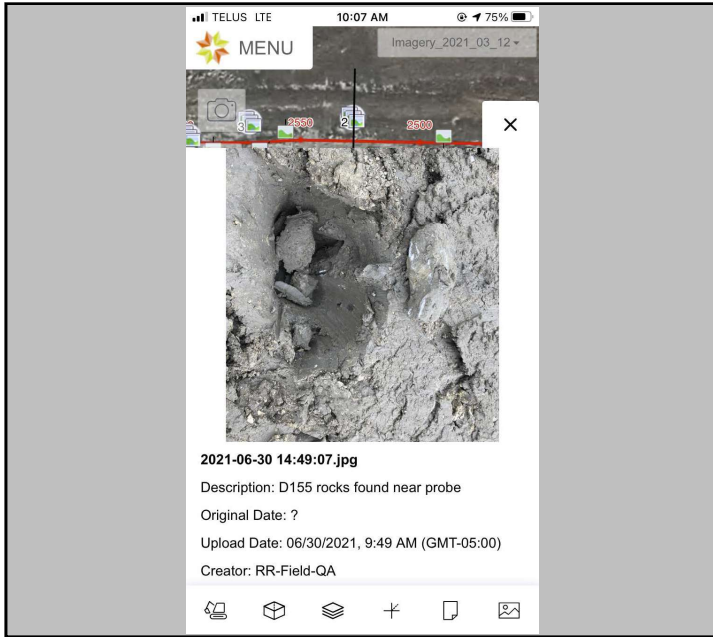 TELUS LTE 10:07 AM 75%
MENU
Imagery_2021_03_12
3 2550 2 2500
2021-06-30 14:49:07.jpg
Description: D155 rocks found near probe
Original Date: ?
Upload Date: 06/30/2021, 9:49 AM (GMT-05:00)
Creator: RR-Field-QA